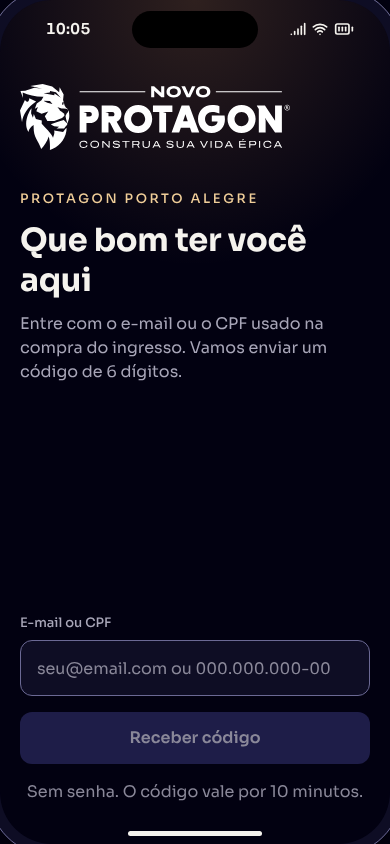 10:05
NOVO
PROTAGON®
CONSTRUA SUA VIDA ÉPICA
PROTAGON PORTO ALEGRE
Que bom ter você
aqui
Entre com o e-mail ou o CPF usado na
compra do ingresso. Vamos enviar um
código de 6 dígitos.
E-mail ou CPF
seu@email.com ou 000.000.000-00
Receber código
Sem senha. O código vale por 10 minutos.